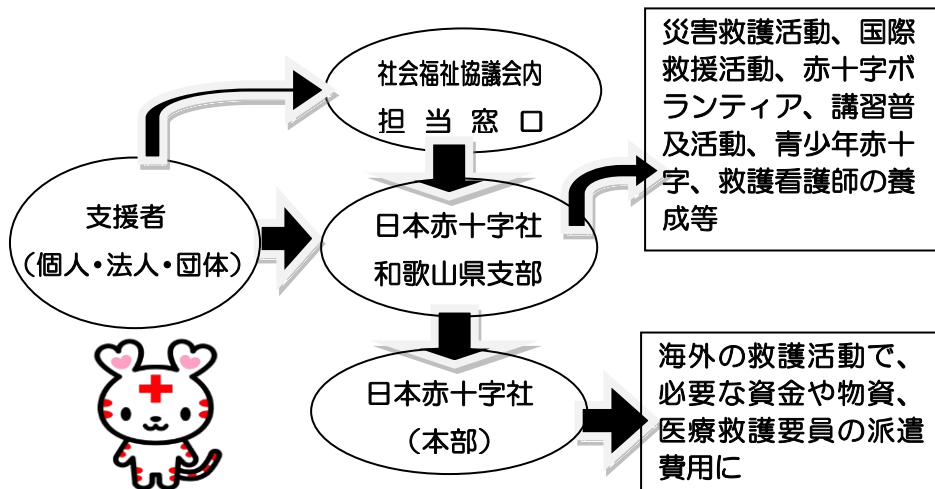 社会福祉協議会内
担 当 窓 口
災害救護活動、国際
救援活動、赤十字ボ
ランティア、講習普
及活動、青少年赤十
字、救護看護師の養
成等
支援者
（個人・法人・団体）
日本赤十字社
和歌山県支部
日本赤十字社
（本部）
海外の救護活動で、
必要な資金や物資、
医療救護要員の派遣
費用に